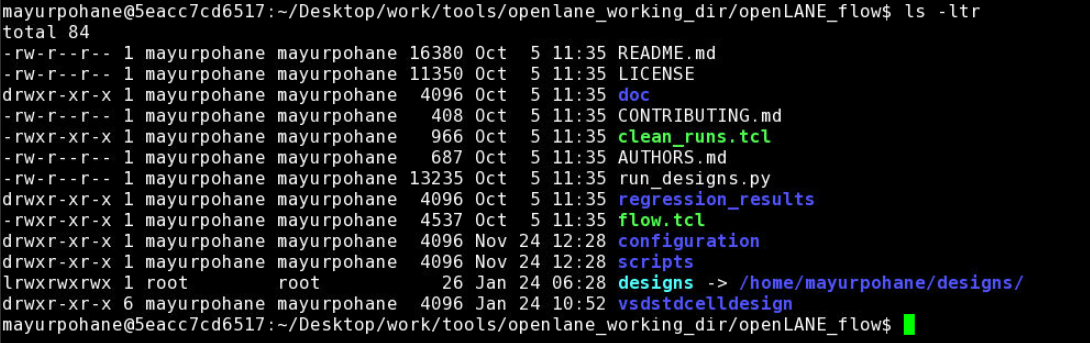 mayurpohane@5eacc7cd6517:~/Desktop/work/tools/openlane_working_dir/openLANE_flow$ ls -ltr
total 84
-rw-r--r-- 1 mayurpohane mayurpohane 16380 Oct  5 11:35 README.md
-rw-r--r-- 1 mayurpohane mayurpohane 11350 Oct  5 11:35 LICENSE
drwxr-xr-x 1 mayurpohane mayurpohane  4096 Oct  5 11:35 doc
-rw-r--r-- 1 mayurpohane mayurpohane   408 Oct  5 11:35 CONTRIBUTING.md
-rwxr-xr-x 1 mayurpohane mayurpohane   966 Oct  5 11:35 clean_runs.tcl
-rw-r--r-- 1 mayurpohane mayurpohane   687 Oct  5 11:35 AUTHORS.md
-rw-r--r-- 1 mayurpohane mayurpohane 13235 Oct  5 11:35 run_designs.py
drwxr-xr-x 1 mayurpohane mayurpohane  4096 Oct  5 11:35 regression_results
-rwxr-xr-x 1 mayurpohane mayurpohane  4537 Oct  5 11:35 flow.tcl
drwxr-xr-x 1 mayurpohane mayurpohane  4096 Nov 24 12:28 configuration
drwxr-xr-x 1 mayurpohane mayurpohane  4096 Nov 24 12:28 scripts
lrwxrwxrwx 1 root        root           26 Jan 24 06:28 designs -> /home/mayurpohane/designs/
drwxr-xr-x 6 mayurpohane mayurpohane  4096 Jan 24 10:52 vsdstdcelldesign
mayurpohane@5eacc7cd6517:~/Desktop/work/tools/openlane_working_dir/openLANE_flow$